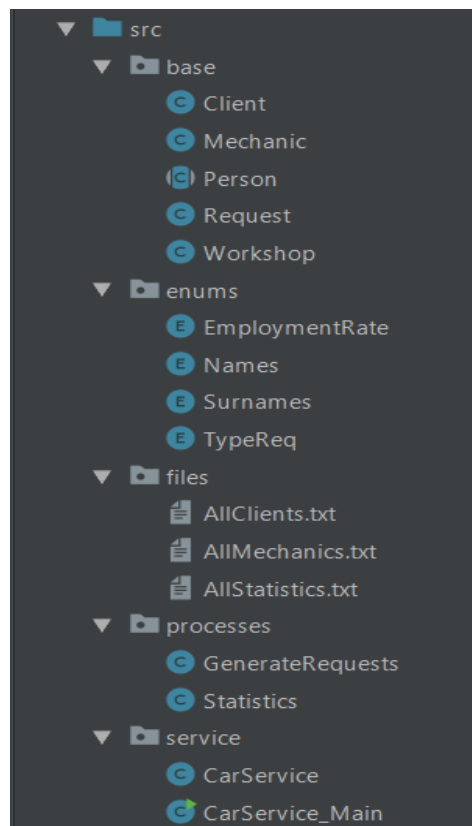 src
base
C Client
C Mechanic
C Person
C Request
C Workshop
enums
E EmploymentRate
E Names
E Surnames
E TypeReq
files
AllClients.txt
AllMechanics.txt
AllStatistics.txt
processes
C GenerateRequests
C Statistics
service
C CarService
C CarService_Main